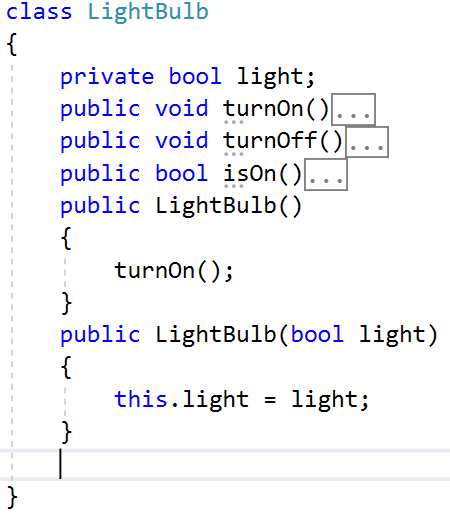 class LightBulb
{
    private bool light;
    public void turnOn()...
    public void turnOff()...
    public bool isOn()...
    public LightBulb()
    {
        turnOn();
    }
    public LightBulb(bool light)
    {
        this.light = light;
    }
}